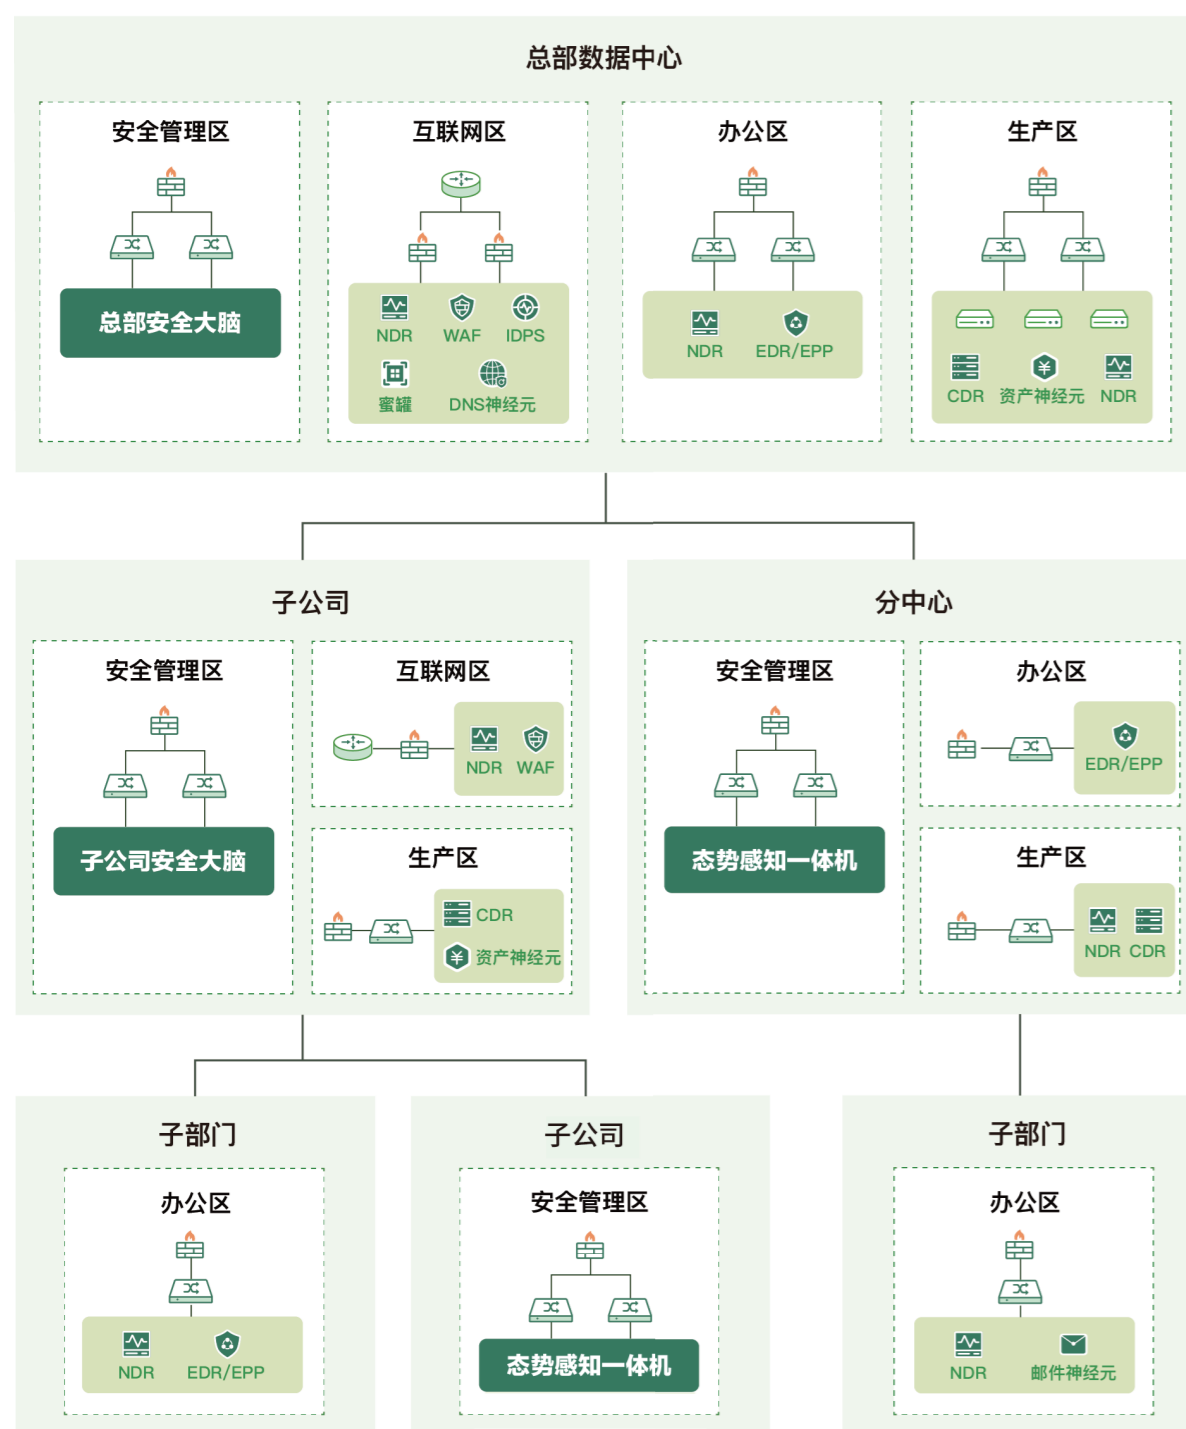 总部数据中心
安全管理区
总部安全大脑
互联网区
NDR
WAF
IDPS
蜜罐
DNS神经元
办公区
NDR
EDR/EPP
生产区
CDR
资产神经元
NDR
子公司
安全管理区
子公司安全大脑
互联网区
NDR
WAF
生产区
CDR
资产神经元
分中心
安全管理区
态势感知一体机
办公区
EDR/EPP
生产区
NDR
CDR
子部门
办公区
NDR
EDR/EPP
子公司
安全管理区
态势感知一体机
子部门
办公区
NDR
邮件神经元